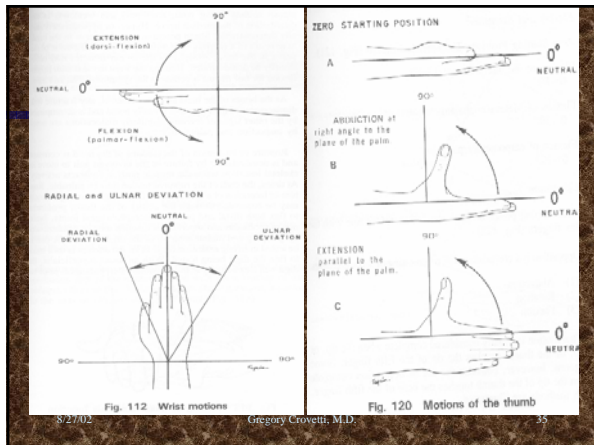 90°
EXTENSION
(dorsi-flexion)
NEUTRAL 0°
FLEXION
(palmar-flexion)
90°
RADIAL and ULNAR DEVIATION
NEUTRAL
0°
RADIAL
DEVIATION
ULNAR
DEVIATION
90°
90°
Fig. 112 Wrist motions
ZERO STARTING POSITION
A
0°
NEUTRAL
90°
ABDUCTION at
right angle to the
plane of the palm
B
0°
NEUTRA
90°
EXTENSION
parallel to the
plane of the palm.
C
0°
NEUTRA
Fig. 120 Motions of the thumb
8/27/02
Gregory Crovetti, M.D.
35